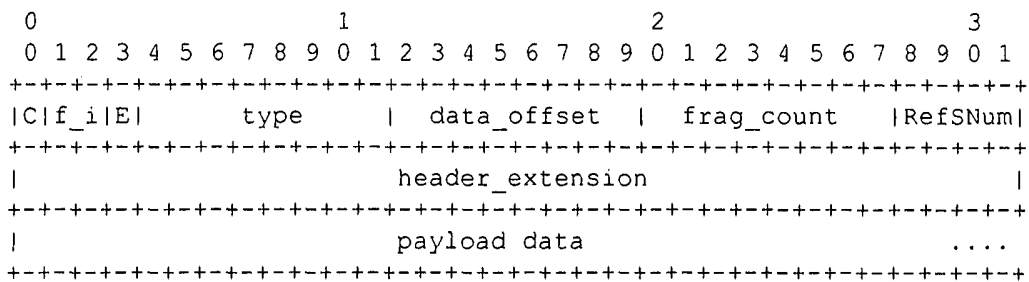 0                   1                   2                   3
0 1 2 3 4 5 6 7 8 9 0 1 2 3 4 5 6 7 8 9 0 1 2 3 4 5 6 7 8 9 0 1
+-+-+-+-+-+-+-+-+-+-+-+-+-+-+-+-+-+-+-+-+-+-+-+-+-+-+-+-+-+-+-+-+
|C|f_i|E|      type     |  data_offset  |  frag_count   |RefSNum|
+-+-+-+-+-+-+-+-+-+-+-+-+-+-+-+-+-+-+-+-+-+-+-+-+-+-+-+-+-+-+-+-+
|                       header_extension                        |
+-+-+-+-+-+-+-+-+-+-+-+-+-+-+-+-+-+-+-+-+-+-+-+-+-+-+-+-+-+-+-+-+
|                       payload data                       ....
+-+-+-+-+-+-+-+-+-+-+-+-+-+-+-+-+-+-+-+-+-+-+-+-+-+-+-+-+-+-+-+-+